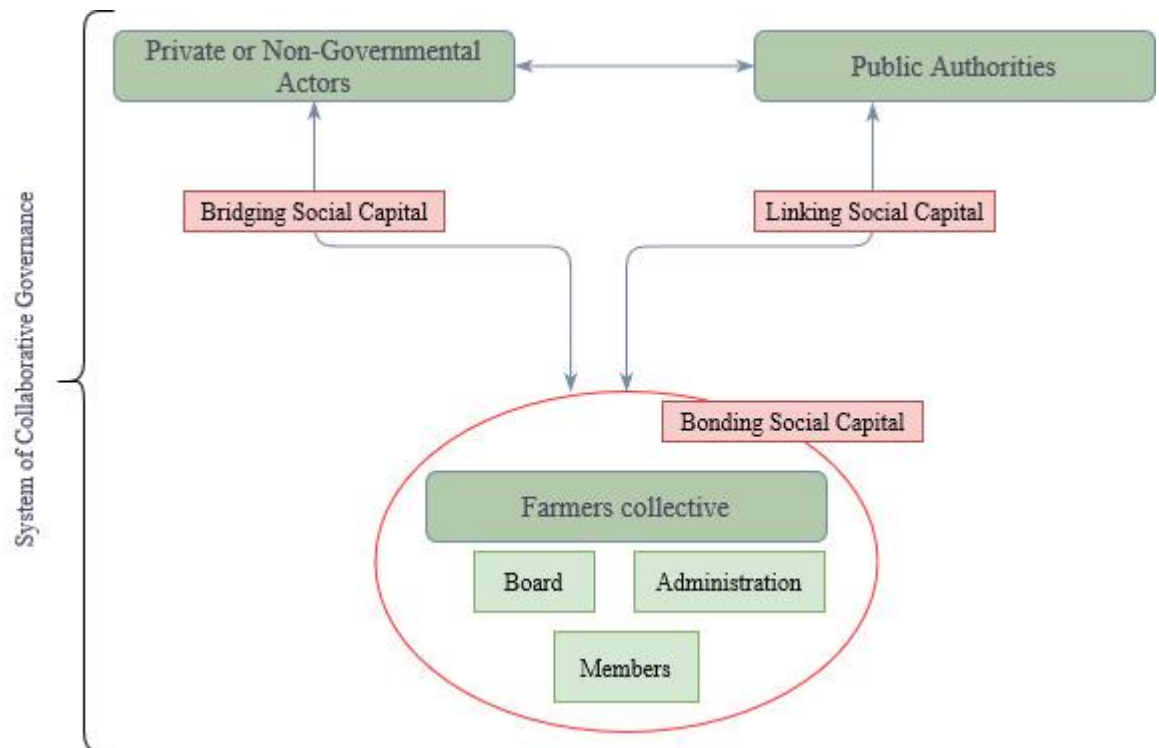 Private or Non-Governmental
Actors
Public Authorities
Bridging Social Capital
Linking Social Capital
System of Collaborative Governance
Bonding Social Capital
Farmers collective
Board
Administration
Members